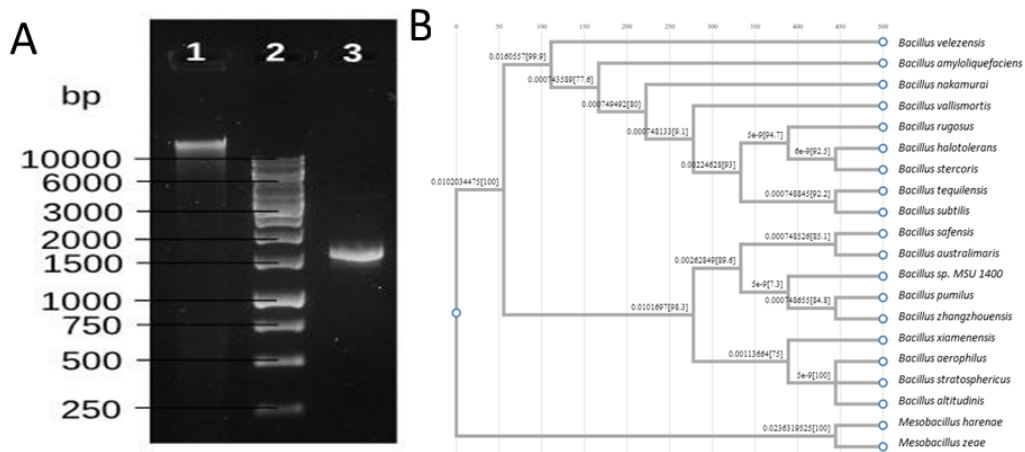 A
1 2 3
bp
10000
6000
3000
2000
1500
1000
750
500
250
B
0 50 100 150 200 250 300 350 400 450 500
Bacillus velezensis
0.0160557[99.9]
Bacillus amyloliquefaciens
0.000743589[77.6]
Bacillus nakamurai
0.000749492[80]
Bacillus vallismortis
Bacillus rugosus
0.000748133[9.1]
5e-9[94.7]
Bacillus halotolerans
6e-9[92.5]
0.00224628[93]
Bacillus stercoris
0.0102034475[100]
Bacillus tequilensis
0.000748845[92.2]
Bacillus subtilis
Bacillus safensis
0.000748526[85.1]
Bacillus australimaris
0.00262849[89.6]
Bacillus sp. MSU 1400
5e-9[7.3]
Bacillus pumilus
0.000748655[84.8]
0.0101697[98.3]
Bacillus zhangzhouensis
Bacillus xiamenensis
0.00113664[75]
Bacillus aerophilus
5e-9[100]
Bacillus stratosphericus
Bacillus altitudinis
Mesobacillus harenae
0.0236319525[100]
Mesobacillus zeae